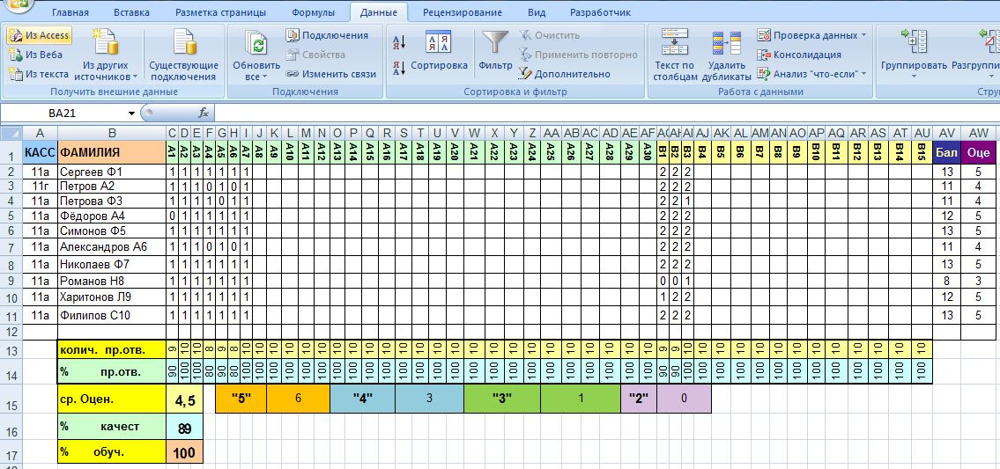 Главная Вставка Разметка страницы Формулы Данные Рецензирование Вид Разработчик
Из Access
Из Веба
Из текста
Из других источников
Существующие подключения
Получить внешние данные
Обновить все
Подключения
Свойства
Изменить связи
Подключения
Сортировка
Фильтр
Очистить
Применить повторно
Дополнительно
Сортировка и фильтр
Текст по столбцам
Удалить дубликаты
Проверка данных
Консолидация
Анализ "что-если"
Работа с данными
Группировать
Разгруппи
Стру
BA21 fx
A B C D E F G H I J K L M N O P Q R S T U V W X Y Z AA AB AC AD AE AF AJ AK AL AM AN AO AP AQ AR AS AT AU AV AW
1 КАСС ФАМИЛИЯ A1 A2 A3 A4 A5 A6 A7 A8 A9 A10 A11 A12 A13 A14 A15 A16 A17 A18 A19 A20 A21 A22 A23 A24 A25 A26 A27 A28 A29 A30 B1 B2 B3 B4 B5 B6 B7 B8 B9 B10 B11 B12 B13 B14 B15 Бал Оце
2 11а Сергеев Ф1 1 1 1 1 1 1 1 2 2 2 13 5
3 11г Петров А2 1 1 1 0 1 0 1 2 2 2 11 4
4 11а Петрова Ф3 1 1 1 1 0 1 1 2 2 1 11 4
5 11а Фёдоров А4 0 1 1 1 1 1 1 2 2 2 12 5
6 11а Симонов Ф5 1 1 1 1 1 1 1 2 2 2 13 5
7 11а Александров А6 1 1 1 0 1 0 1 2 2 2 11 4
8 11а Николаев Ф7 1 1 1 1 1 1 1 2 2 2 13 5
9 11а Романов Н8 1 1 1 1 1 1 1 0 0 1 8 3
10 11а Харитонов Л9 1 1 1 1 1 1 1 1 2 2 12 5
11 11а Филипов С10 1 1 1 1 1 1 1 2 2 2 13 5
12
13 колич. пр.отв. 9 10 10 8 9 8 10 10 10 10 10 10 10 10 10 10 10 10 10 10 10 10 10 10 10 10 10 10 10 10 9 9 10 10 10 10 10 10 10 10 10 10 10 10 10
14 % пр.отв. 90 100 100 80 90 80 100 100 100 100 100 100 100 100 100 100 100 100 100 100 100 100 100 100 100 100 100 100 100 100 90 90 100 100 100 100 100 100 100 100 100 100 100 100 100
15 ср. Оцен. 4,5 "5" 6 "4" 3 "3" 1 "2" 0
16 % качест 89
17 % обуч. 100